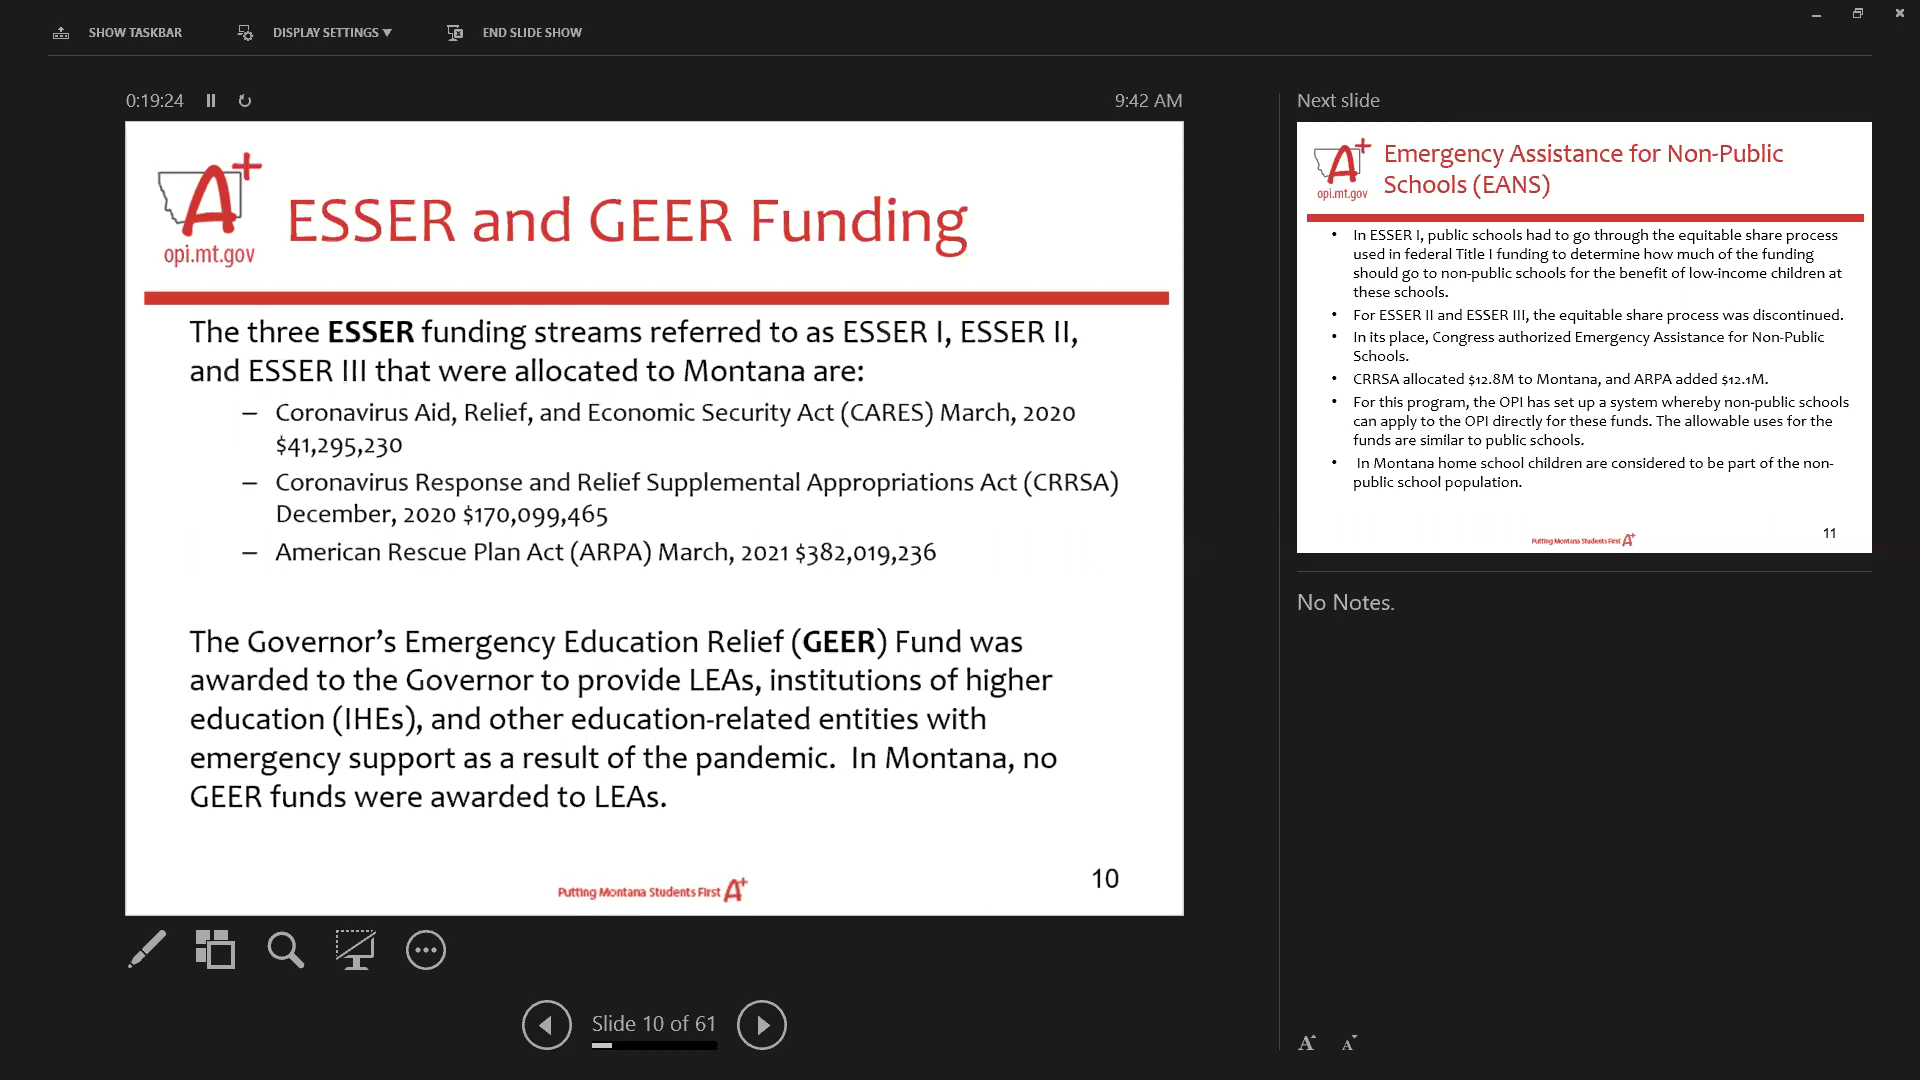 SHOW TASKBAR
DISPLAY SETTINGS ▼
END SLIDE SHOW
0:19:24
9:42 AM
A+
opi.mt.gov
ESSER and GEER Funding
The three ESSER funding streams referred to as ESSER I, ESSER II,
and ESSER III that were allocated to Montana are:
– Coronavirus Aid, Relief, and Economic Security Act (CARES) March, 2020
$41,295,230
– Coronavirus Response and Relief Supplemental Appropriations Act (CRRSA)
December, 2020 $170,099,465
– American Rescue Plan Act (ARPA) March, 2021 $382,019,236
The Governor’s Emergency Education Relief (GEER) Fund was
awarded to the Governor to provide LEAs, institutions of higher
education (IHEs), and other education-related entities with
emergency support as a result of the pandemic.  In Montana, no
GEER funds were awarded to LEAs.
Putting Montana Students First A+
10
Slide 10 of 61
Next slide
A+
opi.mt.gov
Emergency Assistance for Non-Public
Schools (EANS)
• In ESSER I, public schools had to go through the equitable share process
used in federal Title I funding to determine how much of the funding
should go to non-public schools for the benefit of low-income children at
these schools.
• For ESSER II and ESSER III, the equitable share process was discontinued.
• In its place, Congress authorized Emergency Assistance for Non-Public
Schools.
• CRRSA allocated $12.8M to Montana, and ARPA added $12.1M.
• For this program, the OPI has set up a system whereby non-public schools
can apply to the OPI directly for these funds. The allowable uses for the
funds are similar to public schools.
• In Montana home school children are considered to be part of the non-
public school population.
Putting Montana Students First A+
11
No Notes.
A A